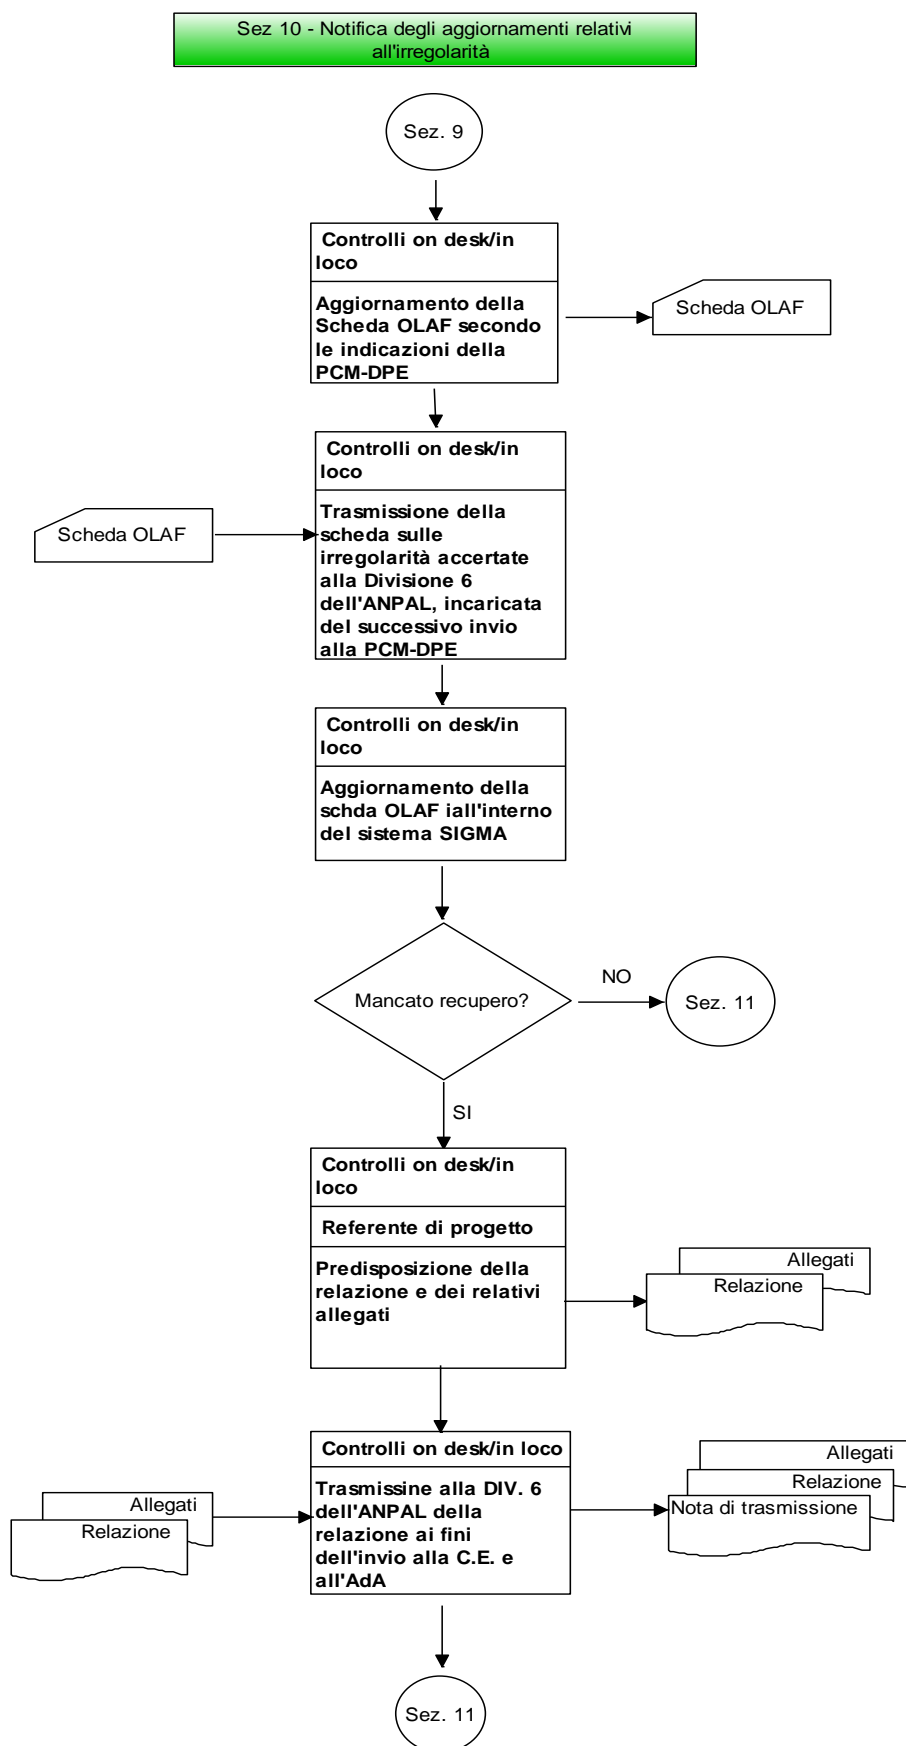 Sez 10 - Notifica degli aggiornamenti relativi
all'irregolarità
Sez. 9
Controlli on desk/in
loco
Aggiornamento della
Scheda OLAF secondo
le indicazioni della
PCM-DPE
Scheda OLAF
Controlli on desk/in
loco
Scheda OLAF
Trasmissione della
scheda sulle
irregolarità accertate
alla Divisione 6
dell'ANPAL, incaricata
del successivo invio
alla PCM-DPE
Controlli on desk/in
loco
Aggiornamento della
schda OLAF iall'interno
del sistema SIGMA
Mancato recupero?
NO
Sez. 11
SI
Controlli on desk/in
loco
Referente di progetto
Predisposizione della
relazione e dei relativi
allegati
Allegati
Relazione
Controlli on desk/in loco
Allegati
Relazione
Trasmissine alla DIV. 6
dell'ANPAL della
relazione ai fini
dell'invio alla C.E. e
all'AdA
Allegati
Relazione
Nota di trasmissione
Sez. 11